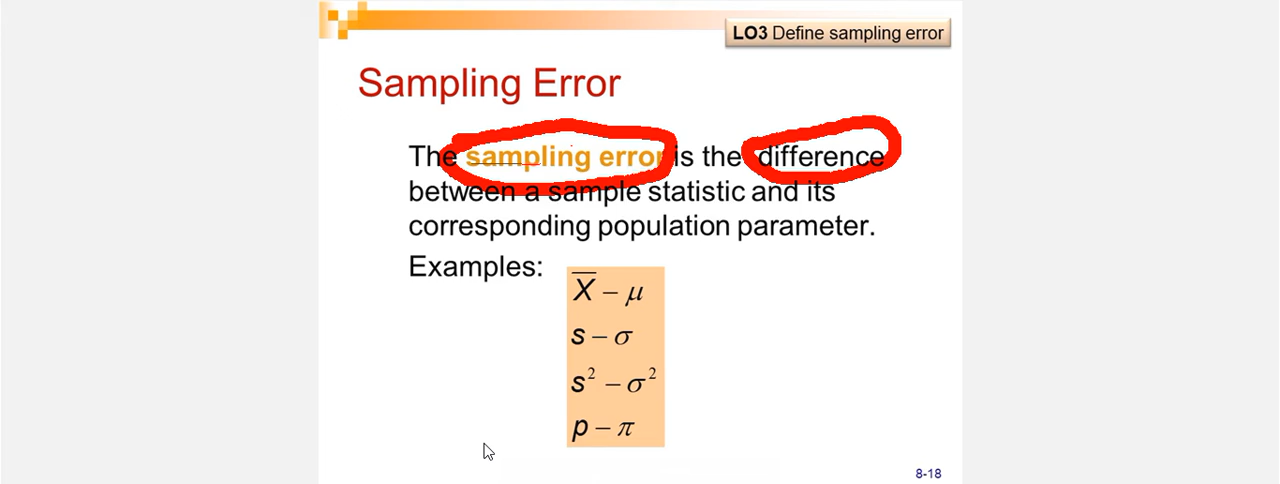 LO3 Define sampling error
Sampling Error
The sampling error is the difference
between a sample statistic and its
corresponding population parameter.
Examples:
X̅ – μ
s – σ
s² – σ²
p – π
8-18